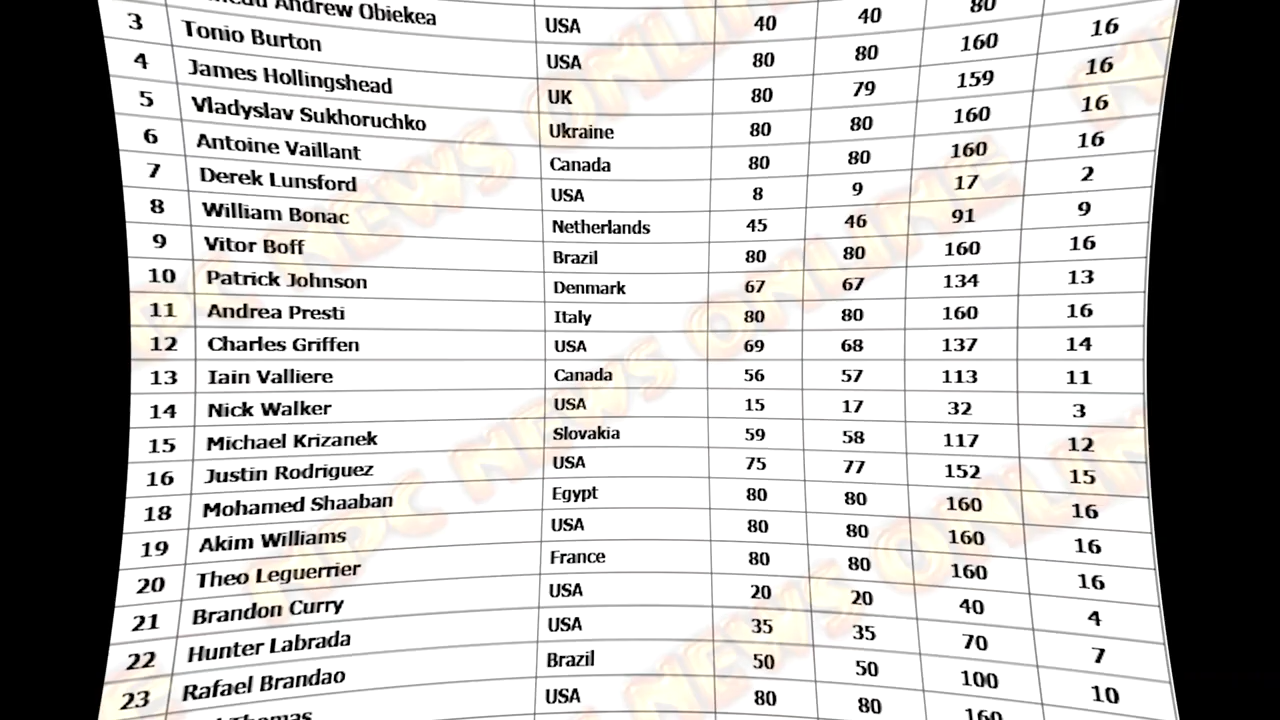 Andrew Obiekea USA 40 40 80
3 Tonio Burton USA 80 80 160 16
4 James Hollingshead UK 80 79 159 16
5 Vladyslav Sukhoruchko Ukraine 80 80 160 16
6 Antoine Vaillant Canada 80 80 160 16
7 Derek Lunsford USA 8 9 17 2
8 William Bonac Netherlands 45 46 91 9
9 Vitor Boff Brazil 80 80 160 16
10 Patrick Johnson Denmark 67 67 134 13
11 Andrea Presti Italy 80 80 160 16
12 Charles Griffen USA 69 68 137 14
13 Iain Valliere Canada 56 57 113 11
14 Nick Walker USA 15 17 32 3
15 Michael Krizanek Slovakia 59 58 117 12
16 Justin Rodriguez USA 75 77 152 15
18 Mohamed Shaaban Egypt 80 80 160 16
19 Akim Williams USA 80 80 160 16
20 Theo Leguerrier France 80 80 160 16
21 Brandon Curry USA 20 20 40 4
22 Hunter Labrada USA 35 35 70 7
23 Rafael Brandao Brazil 50 50 100 10
Thomas USA 80 80 160
NPC NEWS ONLINE